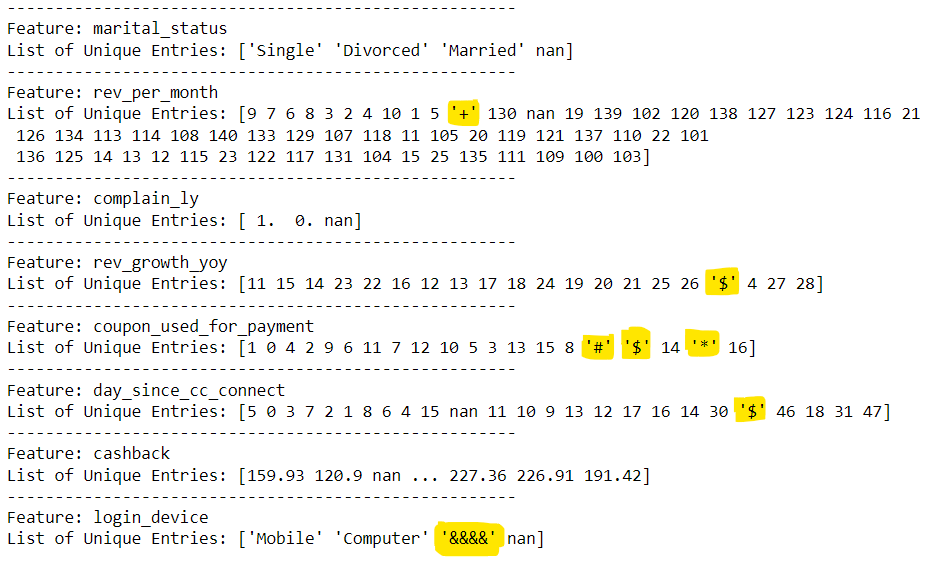 -----------------------------------------------------
Feature: marital_status
List of Unique Entries: ['Single' 'Divorced' 'Married' nan]
-----------------------------------------------------
Feature: rev_per_month
List of Unique Entries: [9 7 6 8 3 2 4 10 1 5 '+' 130 nan 19 139 102 120 138 127 123 124 116 21
 126 134 113 114 108 140 133 129 107 118 11 105 20 119 121 137 110 22 101
 136 125 14 13 12 115 23 122 117 131 104 15 25 135 111 109 100 103]
-----------------------------------------------------
Feature: complain_ly
List of Unique Entries: [ 1.  0. nan]
-----------------------------------------------------
Feature: rev_growth_yoy
List of Unique Entries: [11 15 14 23 22 16 12 13 17 18 24 19 20 21 25 26 '$' 4 27 28]
-----------------------------------------------------
Feature: coupon_used_for_payment
List of Unique Entries: [1 0 4 2 9 6 11 7 12 10 5 3 13 15 8 '#' '$' 14 '*' 16]
-----------------------------------------------------
Feature: day_since_cc_connect
List of Unique Entries: [5 0 3 7 2 1 8 6 4 15 nan 11 10 9 13 12 17 16 14 30 '$' 46 18 31 47]
-----------------------------------------------------
Feature: cashback
List of Unique Entries: [159.93 120.9 nan ... 227.36 226.91 191.42]
-----------------------------------------------------
Feature: login_device
List of Unique Entries: ['Mobile' 'Computer' '&&&&' nan]